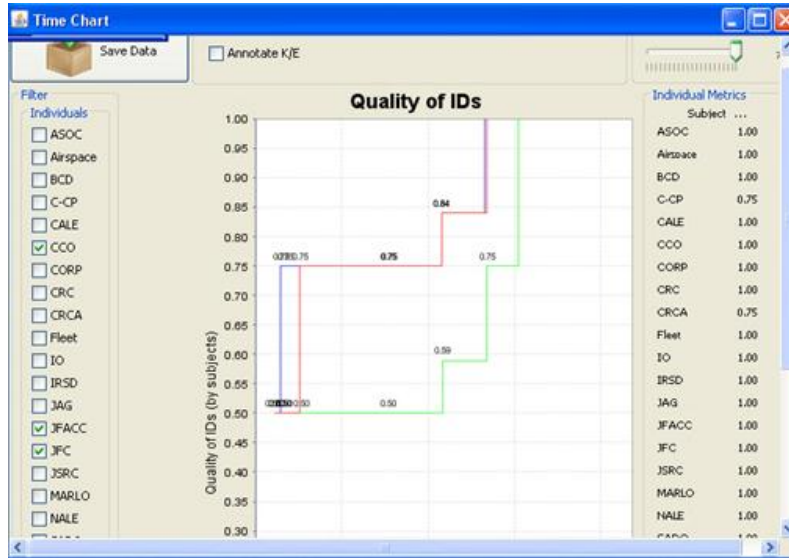 Time Chart
Save Data
Annotate K/E
Filter
Individuals
ASOC
Airspace
BCD
C-CP
CALE
CCO
CORP
CRC
CRCA
Fleet
IO
IRSD
JAG
JFACC
JFC
JSRC
MARLO
NALE
Quality of IDs
Quality of IDs (by subjects)
1.00
0.95
0.90
0.85
0.80
0.75
0.70
0.65
0.60
0.55
0.50
0.45
0.40
0.35
0.30
0.84
0.75
0.75
0.75
0.59
0.50
0.50
Individual Metrics
Subject ...
ASOC 1.00
Airspace 1.00
BCD 1.00
C-CP 0.75
CALE 1.00
CCO 1.00
CORP 1.00
CRC 1.00
CRCA 0.75
Fleet 1.00
IO 1.00
IRSD 1.00
JAG 1.00
JFACC 1.00
JFC 1.00
JSRC 1.00
MARLO 1.00
NALE 1.00